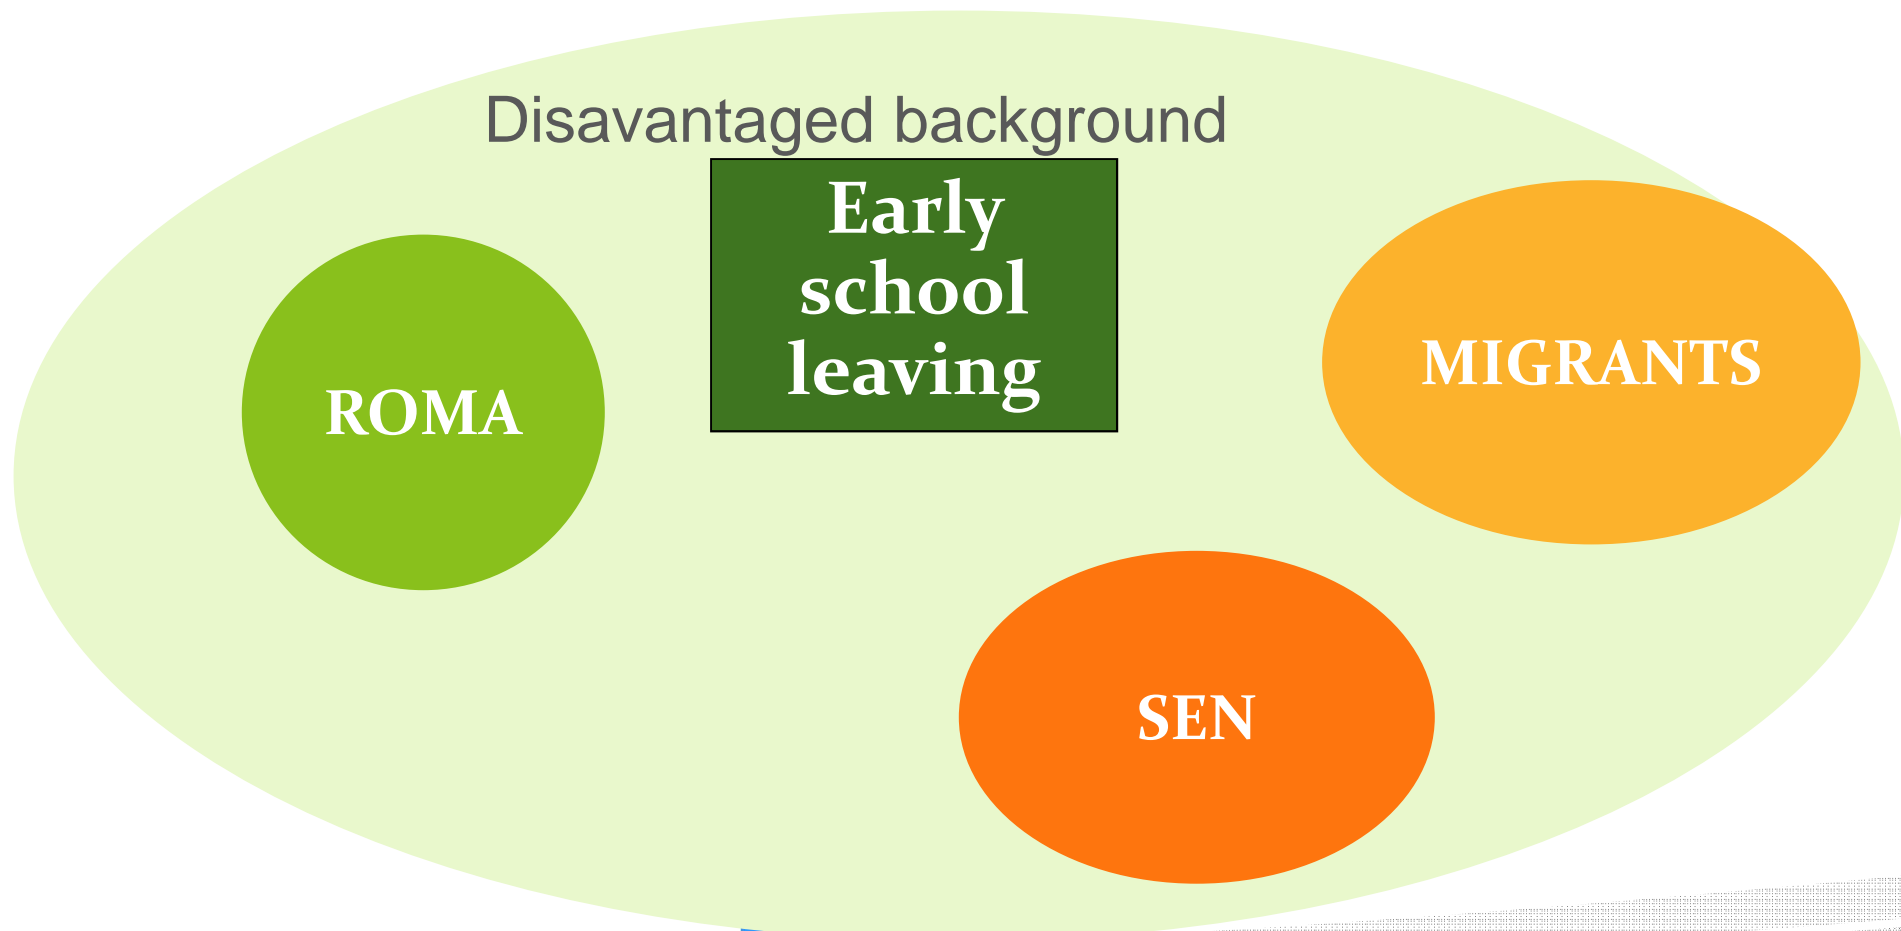 Disavantaged background
Early
school
leaving
MIGRANTS
ROMA
SEN